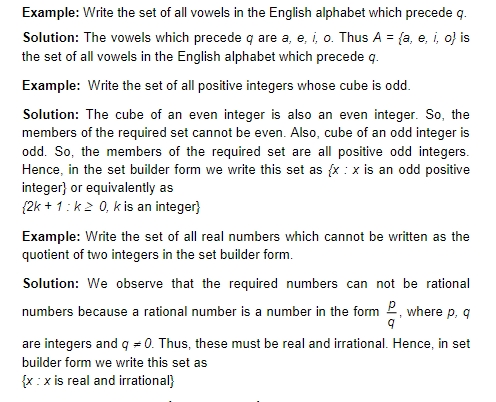 Example: Write the set of all vowels in the English alphabet which precede q.
Solution: The vowels which precede q are a, e, i, o. Thus A = {a, e, i, o} is
the set of all vowels in the English alphabet which precede q.
Example: Write the set of all positive integers whose cube is odd.
Solution: The cube of an even integer is also an even integer. So, the
members of the required set cannot be even. Also, cube of an odd integer is
odd. So, the members of the required set are all positive odd integers.
Hence, in the set builder form we write this set as {x : x is an odd positive
integer} or equivalently as
{2k + 1 : k ≥ 0, k is an integer}
Example: Write the set of all real numbers which cannot be written as the
quotient of two integers in the set builder form.
Solution: We observe that the required numbers can not be rational
numbers because a rational number is a number in the form p/q, where p, q
are integers and q ≠ 0. Thus, these must be real and irrational. Hence, in set
builder form we write this set as
{x : x is real and irrational}